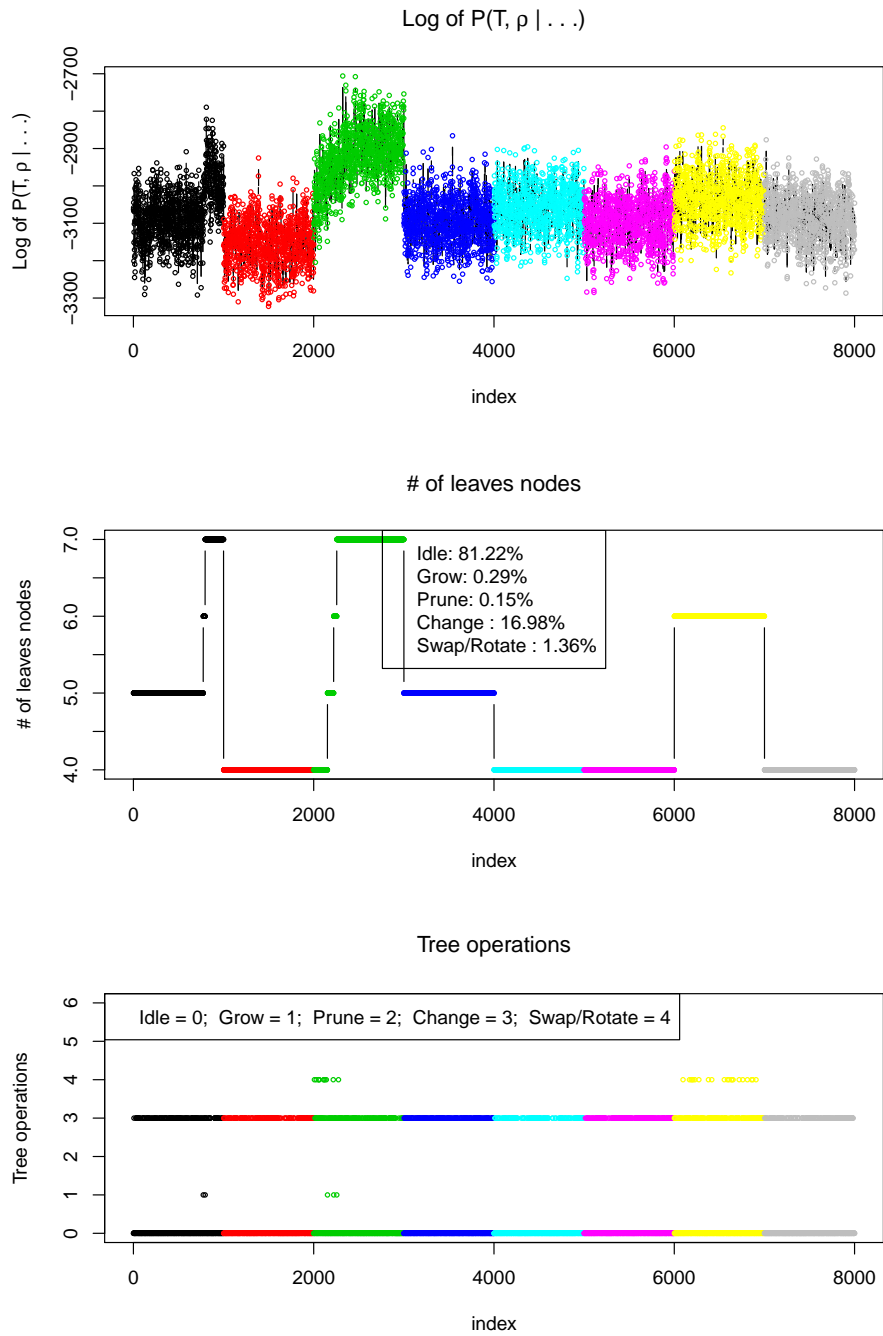 Log of P(T, ρ | . . .)
Log of P(T, ρ | . . .)
−2700
−2900
−3100
−3300
0 2000 4000 6000 8000
index
# of leaves nodes
# of leaves nodes
7.0
6.0
5.0
4.0
Idle: 81.22%
Grow: 0.29%
Prune: 0.15%
Change : 16.98%
Swap/Rotate : 1.36%
0 2000 4000 6000 8000
index
Tree operations
Tree operations
6
5
4
3
2
1
0
Idle = 0; Grow = 1; Prune = 2; Change = 3; Swap/Rotate = 4
0 2000 4000 6000 8000
index